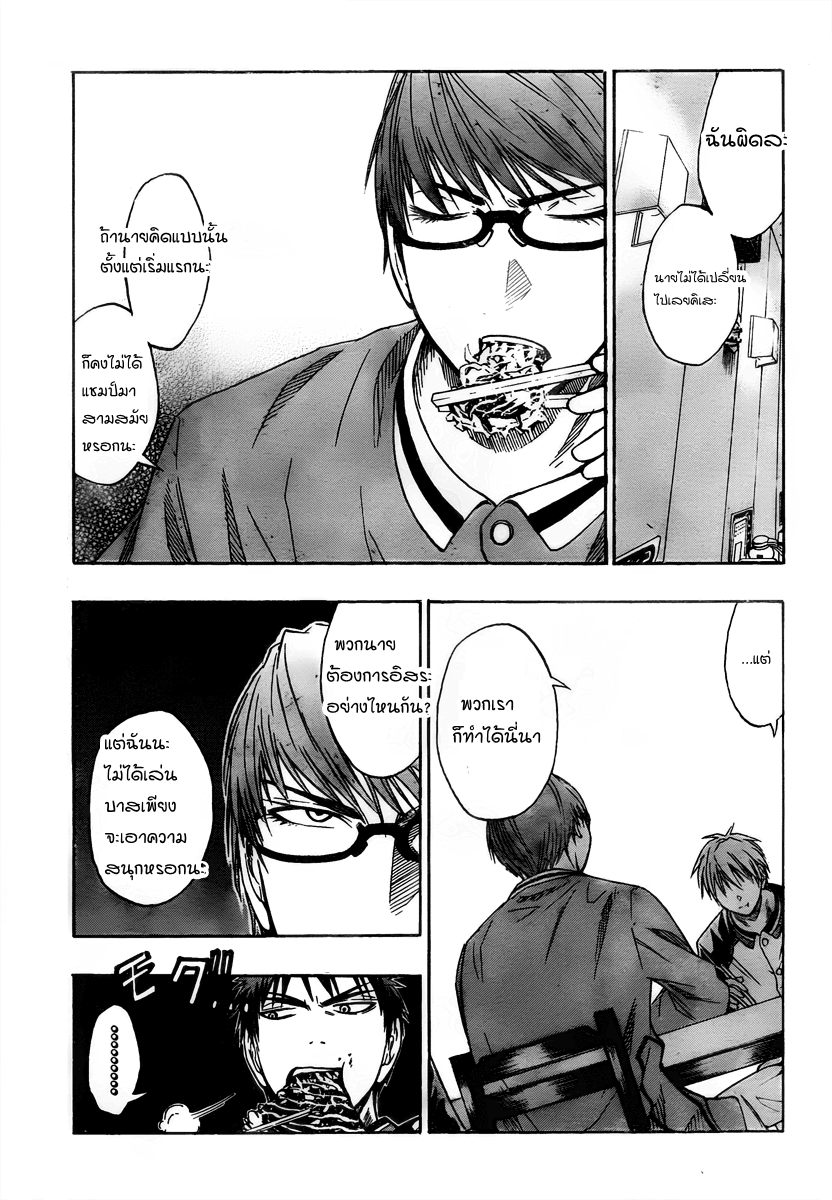 ฉันผิดละ
นายไม่ได้เปลี่ยน
ไปเลยคิเสะ
ถ้านายคิดแบบนั้น
ตั้งแต่เริ่มแรกนะ
ก็คงไม่ได้
แชมป์มา
สามสมัย
หรอกนะ
...แต่
พวกเรา
ก็ทำได้นี่นา
พวกนาย
ต้องการอิสระ
อย่างไหนกัน?
แต่ฉันนะ
ไม่ได้เล่น
บาสเพียง
จะเอาความ
สนุกหรอกนะ
モグ!!